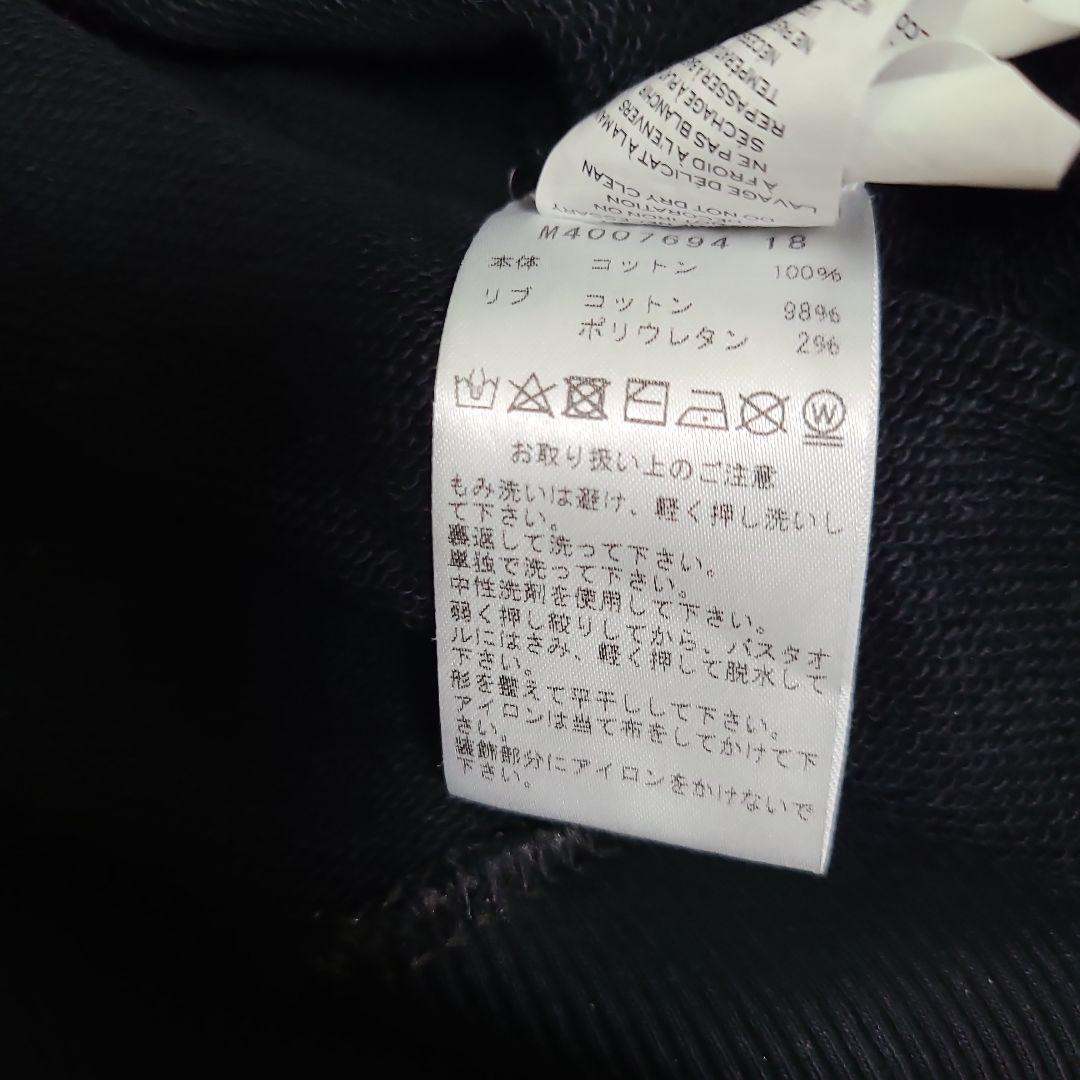 LAVAGE DÉLICAT À LA MA
À FROID À L'ENVERS
NE PAS BLANCHIR
SÉCHAGE À
REPASSER À
DO NOT DRY CLEAN
M4007694 18
本体 コットン 100%
リブ コットン 98%
ポリウレタン 2%
W
お取り扱い上のご注意
もみ洗いは避け、軽く押し洗いし
て下さい。
裏返して洗って下さい。
単独で洗って下さい。
中性洗剤を使用して下さい。
弱く押し絞りしてから、バスタオ
ルにはさみ、軽く押して脱水して
下さい。
形を整えて平干しして下さい。
アイロンは当て布をしてかけて下
さい。
装飾部分にアイロンをかけないで
下さい。